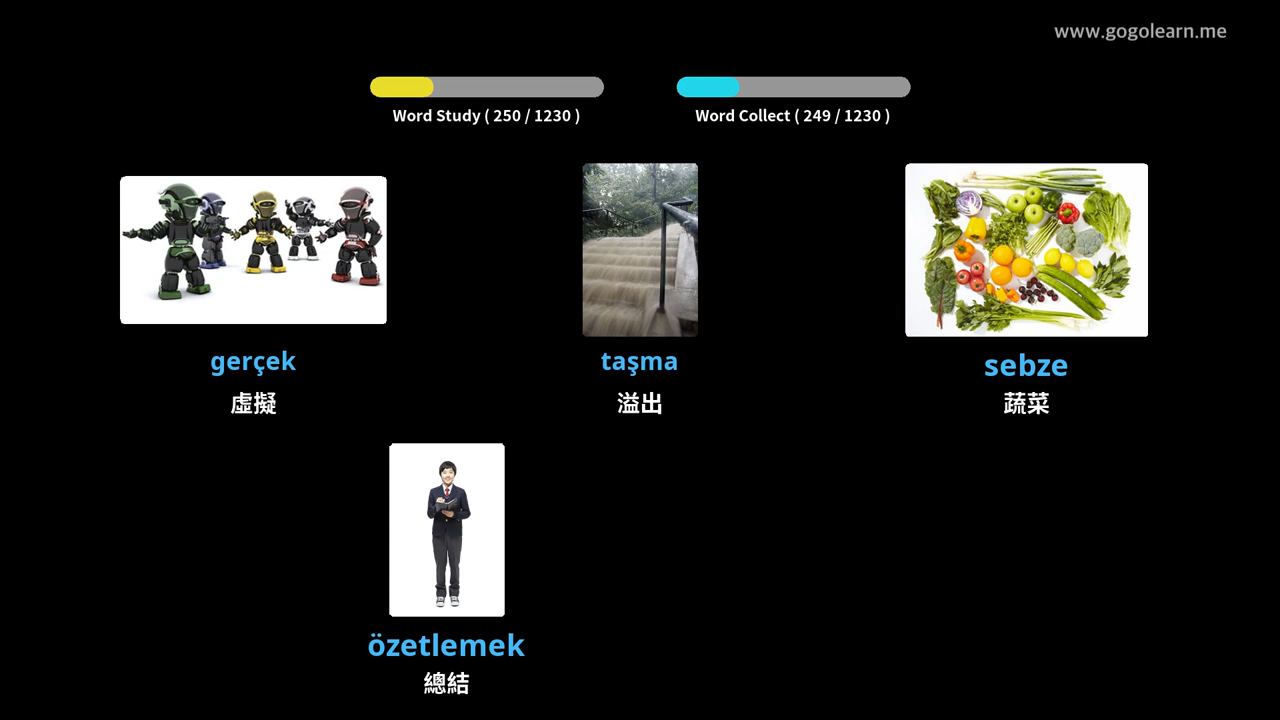 www.gogolearn.me
Word Study ( 250 / 1230 )
Word Collect ( 249 / 1230 )
gerçek
虛擬
taşma
溢出
sebze
蔬菜
özetlemek
總結